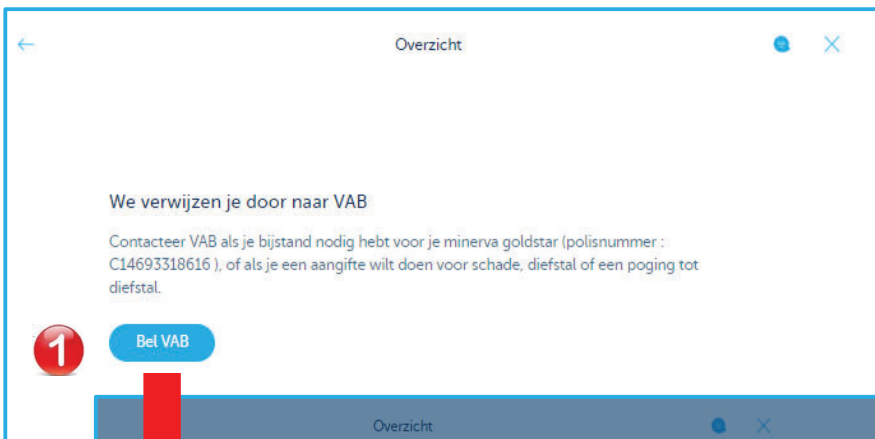 Overzicht
We verwijzen je door naar VAB
Contacteer VAB als je bijstand nodig hebt voor je minerva goldstar (polisnummer :
C14693318616 ), of als je een aangifte wilt doen voor schade, diefstal of een poging tot
diefstal.
1
Bel VAB
Overzicht